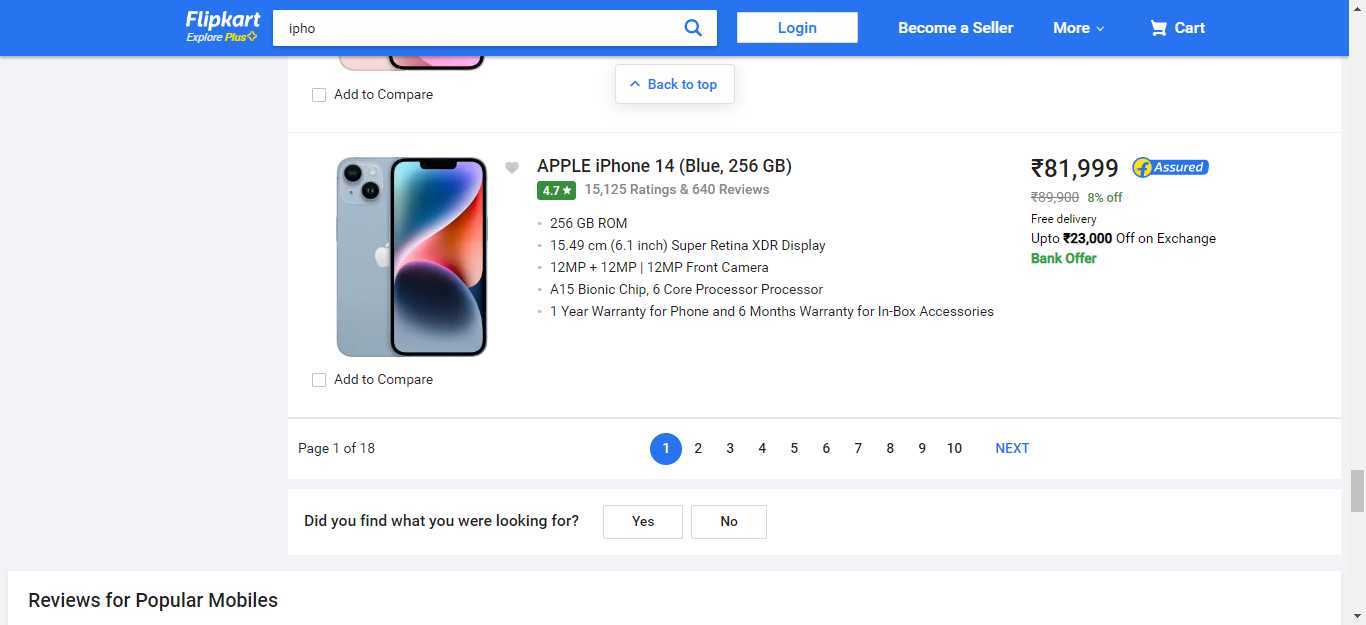 Flipkart
Explore Plus
ipho
Login
Become a Seller
More
Cart
Back to top
Add to Compare
APPLE iPhone 14 (Blue, 256 GB)
4.7★ 15,125 Ratings & 640 Reviews
256 GB ROM
15.49 cm (6.1 inch) Super Retina XDR Display
12MP + 12MP | 12MP Front Camera
A15 Bionic Chip, 6 Core Processor Processor
1 Year Warranty for Phone and 6 Months Warranty for In-Box Accessories
₹81,999 Assured
₹89,900 8% off
Free delivery
Upto ₹23,000 Off on Exchange
Bank Offer
Add to Compare
Page 1 of 18
1 2 3 4 5 6 7 8 9 10 NEXT
Did you find what you were looking for? Yes No
Reviews for Popular Mobiles